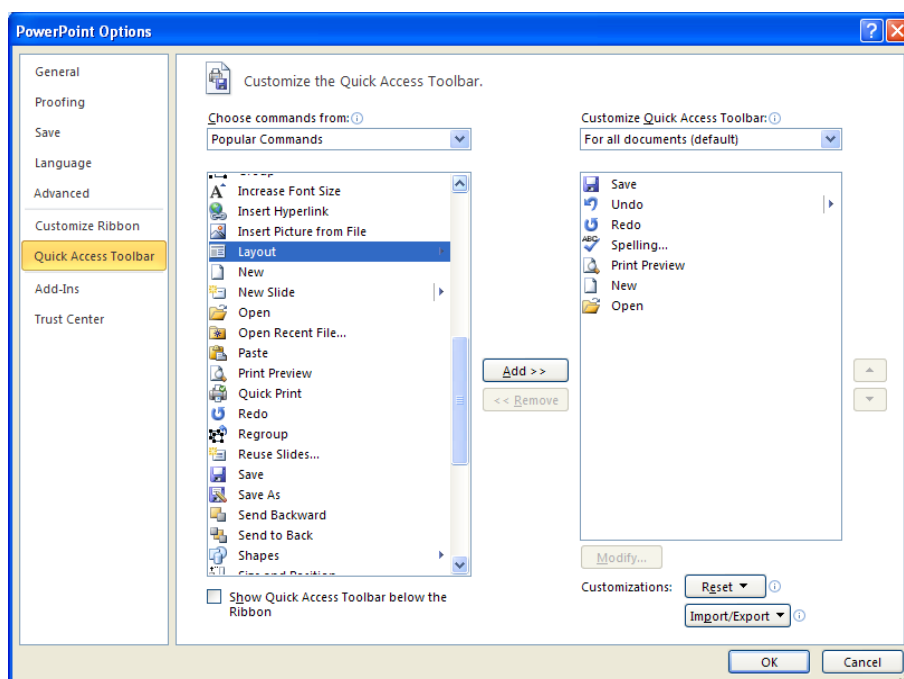 PowerPoint Options
General
Proofing
Save
Language
Advanced
Customize Ribbon
Quick Access Toolbar
Add-Ins
Trust Center
Customize the Quick Access Toolbar.
Choose commands from:
Popular Commands
Increase Font Size
Insert Hyperlink
Insert Picture from File
Layout
New
New Slide
Open
Open Recent File...
Paste
Print Preview
Quick Print
Redo
Regroup
Reuse Slides...
Save
Save As
Send Backward
Send to Back
Shapes
Size and Position
Show Quick Access Toolbar below the
Ribbon
Add >>
<< Remove
Customize Quick Access Toolbar:
For all documents (default)
Save
Undo
Redo
Spelling...
Print Preview
New
Open
Modify...
Customizations:
Reset
Import/Export
OK
Cancel